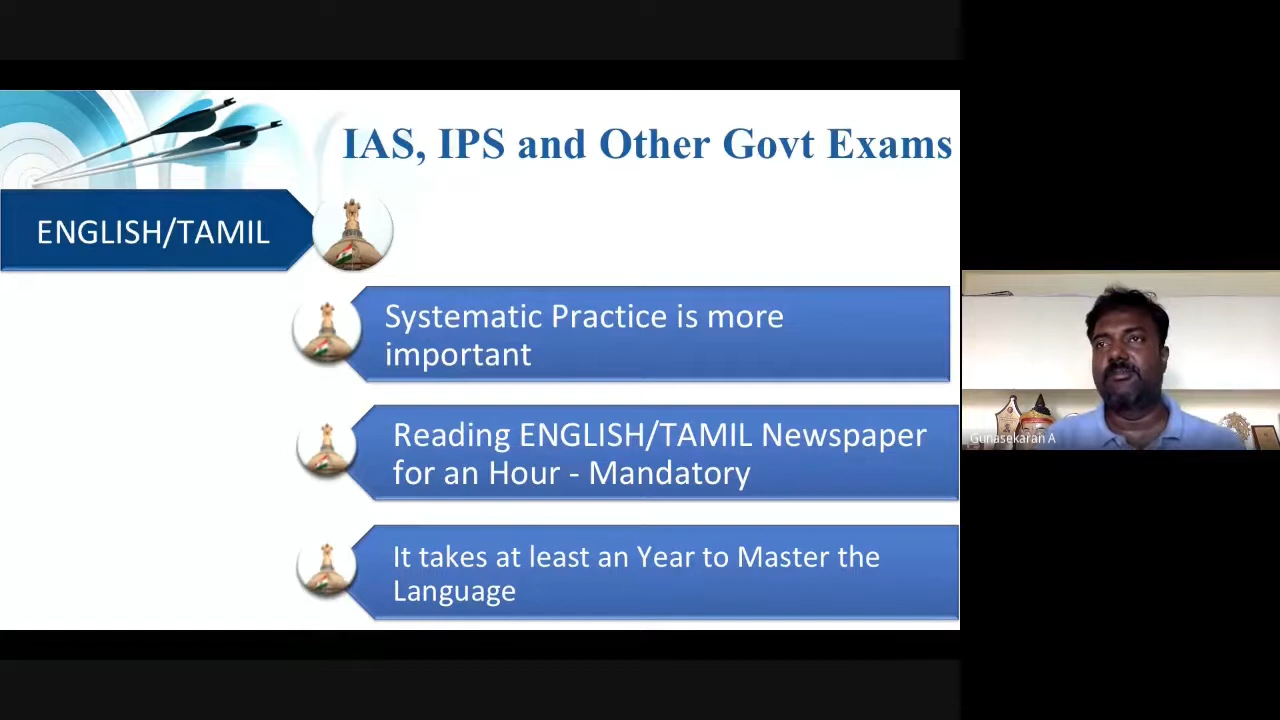 IAS, IPS and Other Govt Exams
ENGLISH/TAMIL
Systematic Practice is more
important
Reading ENGLISH/TAMIL Newspaper
for an Hour - Mandatory
It takes at least an Year to Master the
Language
Gunasekaran A